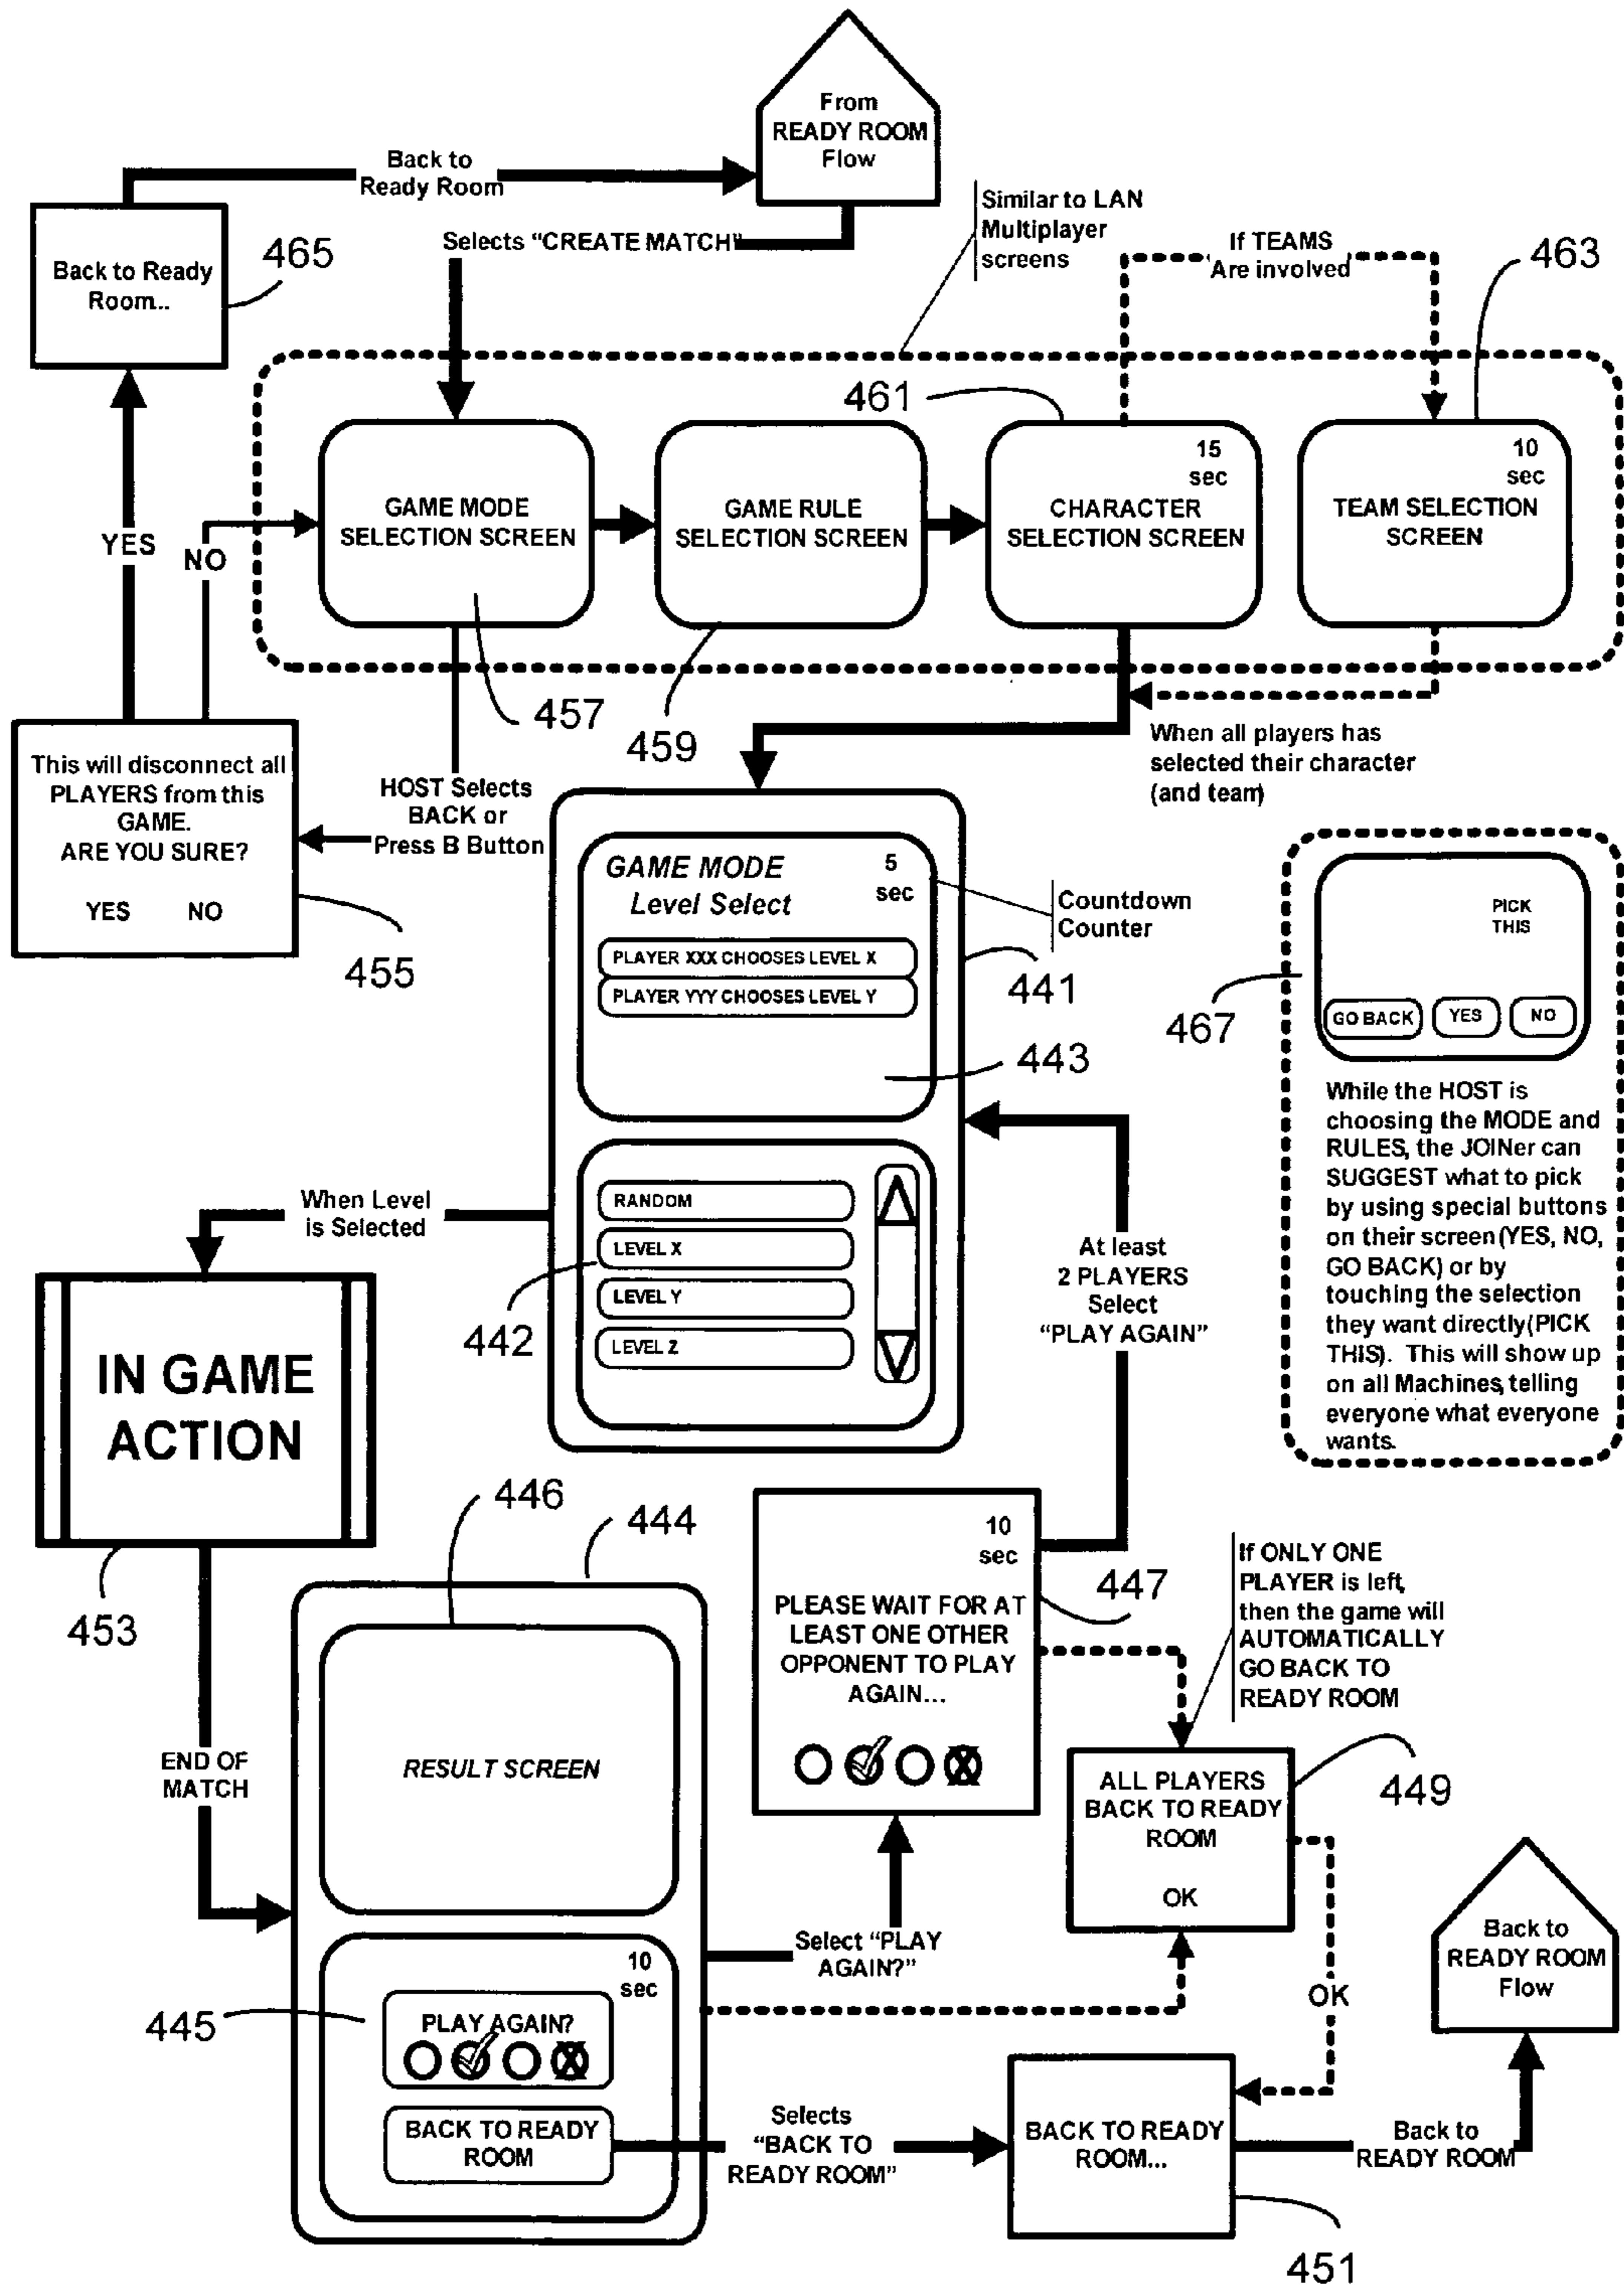 From
READY ROOM
Flow
Back to
Ready Room
Selects "CREATE MATCH"
Similar to LAN
Multiplayer
screens
If TEAMS
Are involved
463
465
Back to Ready
Room...
461
YES
NO
GAME MODE
SELECTION SCREEN
GAME RULE
SELECTION SCREEN
15
sec
CHARACTER
SELECTION SCREEN
10
sec
TEAM SELECTION
SCREEN
457
459
When all players has
selected their character
(and team)
This will disconnect all
PLAYERS from this
GAME.
ARE YOU SURE?
YES NO
455
HOST Selects
BACK or
Press B Button
GAME MODE
Level Select
5
sec
Countdown
Counter
PLAYER XXX CHOOSES LEVEL X
PLAYER YYY CHOOSES LEVEL Y
441
443
467
PICK
THIS
GO BACK
YES
NO
While the HOST is
choosing the MODE and
RULES, the JOINer can
SUGGEST what to pick
by using special buttons
on their screen(YES, NO,
GO BACK) or by
touching the selection
they want directly(PICK
THIS). This will show up
on all Machines, telling
everyone what everyone
wants.
When Level
is Selected
RANDOM
LEVEL X
LEVEL Y
LEVEL Z
442
At least
2 PLAYERS
Select
"PLAY AGAIN"
IN GAME
ACTION
453
446
444
10
sec
447
PLEASE WAIT FOR AT
LEAST ONE OTHER
OPPONENT TO PLAY
AGAIN...
If ONLY ONE
PLAYER is left,
then the game will
AUTOMATICALLY
GO BACK TO
READY ROOM
END OF
MATCH
RESULT SCREEN
ALL PLAYERS
BACK TO READY
ROOM
OK
449
Select "PLAY
AGAIN?"
10
sec
445
PLAY AGAIN?
BACK TO READY
ROOM
OK
Back to
READY ROOM
Flow
Selects
"BACK TO
READY ROOM"
BACK TO READY
ROOM...
Back to
READY ROOM
451